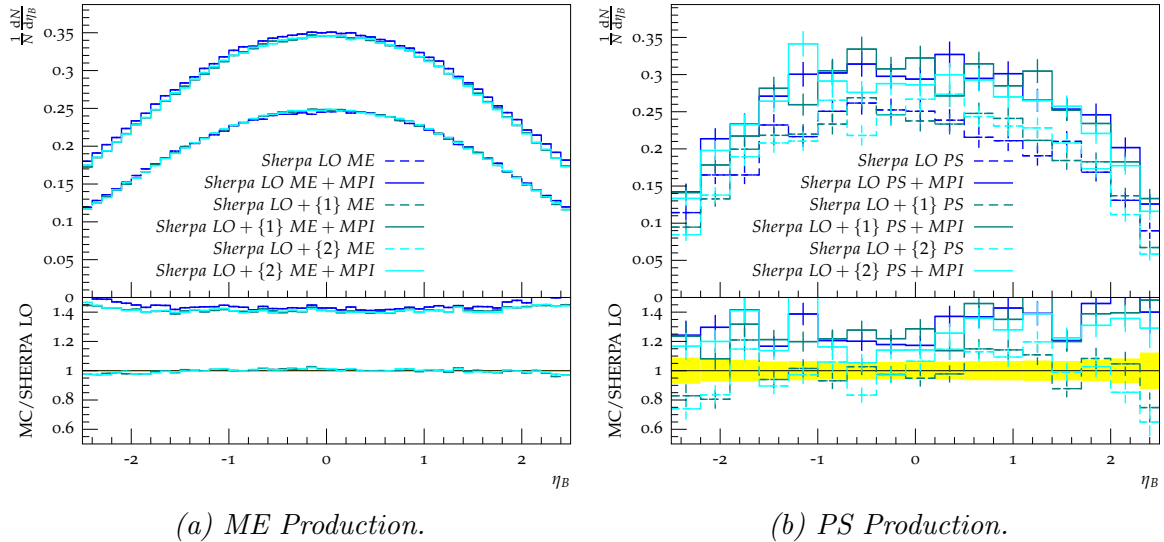 1/N dN/dηB
0.35
0.3
0.25
0.2
0.15
0.1
0.05
0
Sherpa LO ME
Sherpa LO ME + MPI
Sherpa LO + {1} ME
Sherpa LO + {1} ME + MPI
Sherpa LO + {2} ME
Sherpa LO + {2} ME + MPI
MC/SHERPA LO
1.4
1.2
1
0.8
0.6
-2 -1 0 1 2
ηB
(a) ME Production.
1/N dN/dηB
0.35
0.3
0.25
0.2
0.15
0.1
0.05
0
Sherpa LO PS
Sherpa LO PS + MPI
Sherpa LO + {1} PS
Sherpa LO + {1} PS + MPI
Sherpa LO + {2} PS
Sherpa LO + {2} PS + MPI
MC/SHERPA LO
1.4
1.2
1
0.8
0.6
-2 -1 0 1 2
ηB
(b) PS Production.